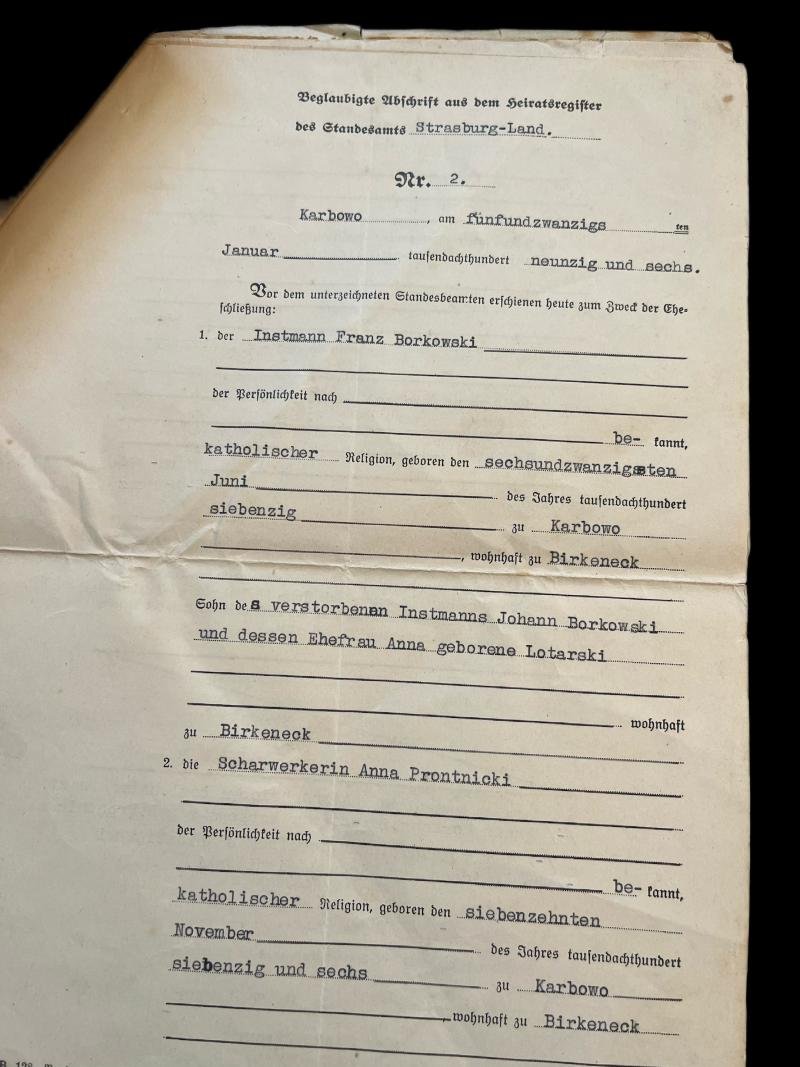 Beglaubigte Abschrift aus dem Heiratsregister
des Standesamts Strasburg-Land.
Nr. 2.
Karbowo, am fünfundzwanzigs ten
Januar tausendachthundert neunzig und sechs.
Vor dem unterzeichneten Standesbeamten erschienen heute zum Zweck der Ehe-
schließung:
1. der Instmann Franz Borkowski
der Persönlichkeit nach
be- kannt,
katholischer Religion, geboren den sechsundzwanzigsten
Juni des Jahres tausendachthundert
siebenzig zu Karbowo
, wohnhaft zu Birkeneck
Sohn des verstorbenen Instmanns Johann Borkowski
und dessen Ehefrau Anna geborene Lotarski
wohnhaft
zu Birkeneck
2. die Scharwerkerin Anna Prontnicki
der Persönlichkeit nach
be- kannt,
katholischer Religion, geboren den siebenzehnten
November des Jahres tausendachthundert
siebenzig und sechs zu Karbowo
, wohnhaft zu Birkeneck